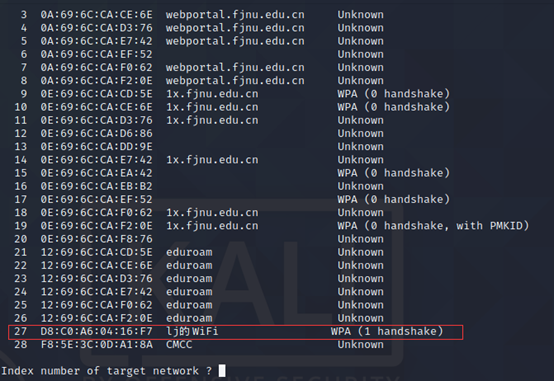 3 0A:69:6C:CA:CE:6E webportal.fjnu.edu.cn Unknown
4 0A:69:6C:CA:D3:76 webportal.fjnu.edu.cn Unknown
5 0A:69:6C:CA:E7:42 webportal.fjnu.edu.cn Unknown
6 0A:69:6C:CA:EF:52 Unknown
7 0A:69:6C:CA:F0:62 webportal.fjnu.edu.cn Unknown
8 0A:69:6C:CA:F2:0E webportal.fjnu.edu.cn Unknown
9 0E:69:6C:CA:CD:5E 1x.fjnu.edu.cn WPA (0 handshake)
10 0E:69:6C:CA:CE:6E 1x.fjnu.edu.cn WPA (0 handshake)
11 0E:69:6C:CA:D3:76 1x.fjnu.edu.cn Unknown
12 0E:69:6C:CA:D6:86 Unknown
13 0E:69:6C:CA:DD:9E Unknown
14 0E:69:6C:CA:E7:42 1x.fjnu.edu.cn Unknown
15 0E:69:6C:CA:EA:42 WPA (0 handshake)
16 0E:69:6C:CA:EB:B2 Unknown
17 0E:69:6C:CA:EF:52 WPA (0 handshake)
18 0E:69:6C:CA:F0:62 1x.fjnu.edu.cn Unknown
19 0E:69:6C:CA:F2:0E 1x.fjnu.edu.cn WPA (0 handshake, with PMKID)
20 0E:69:6C:CA:F8:76 Unknown
21 12:69:6C:CA:CD:5E eduroam Unknown
22 12:69:6C:CA:CE:6E eduroam Unknown
23 12:69:6C:CA:D3:76 eduroam Unknown
24 12:69:6C:CA:E7:42 eduroam Unknown
25 12:69:6C:CA:F0:62 eduroam Unknown
26 12:69:6C:CA:F2:0E eduroam Unknown
27 D8:C0:A6:04:16:F7 lj的WiFi WPA (1 handshake)
28 F8:5E:3C:0D:A1:8A CMCC Unknown
Index number of target network ?